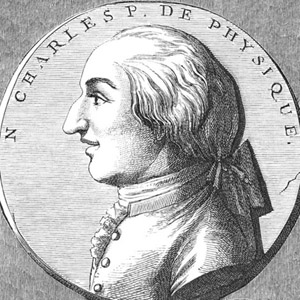 N CHARLES P. DE PHYSIQUE.